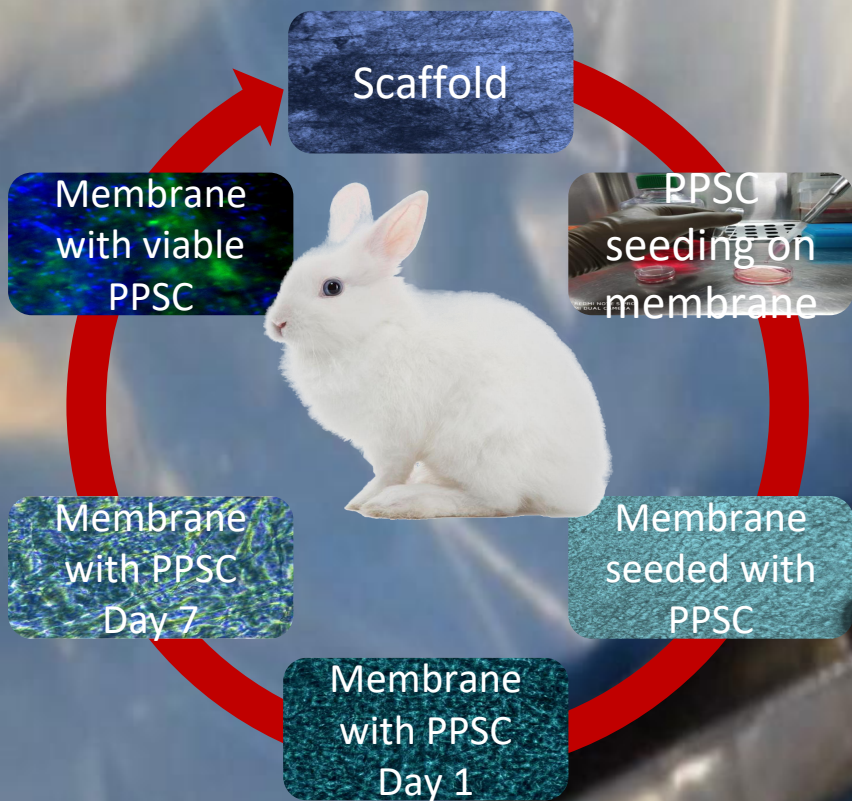 Scaffold
PPSC
seeding on
membrane
Membrane
seeded with
PPSC
Membrane
with PPSC
Day 1
Membrane
with PPSC
Day 7
Membrane
with viable
PPSC